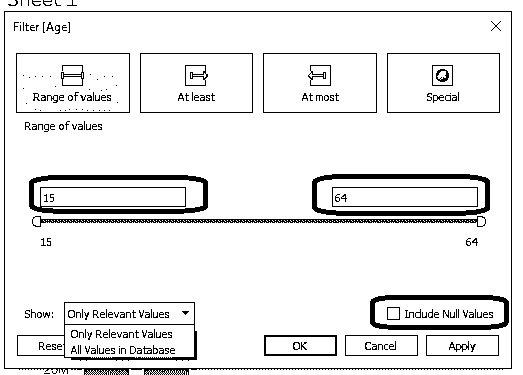 Sheet 1
Filter [Age]
Range of values
At least
At most
Special
Range of values
15
64
15
64
Show:
Only Relevant Values
Include Null Values
Only Relevant Values
All Values in Database
OK
Cancel
Apply
20M